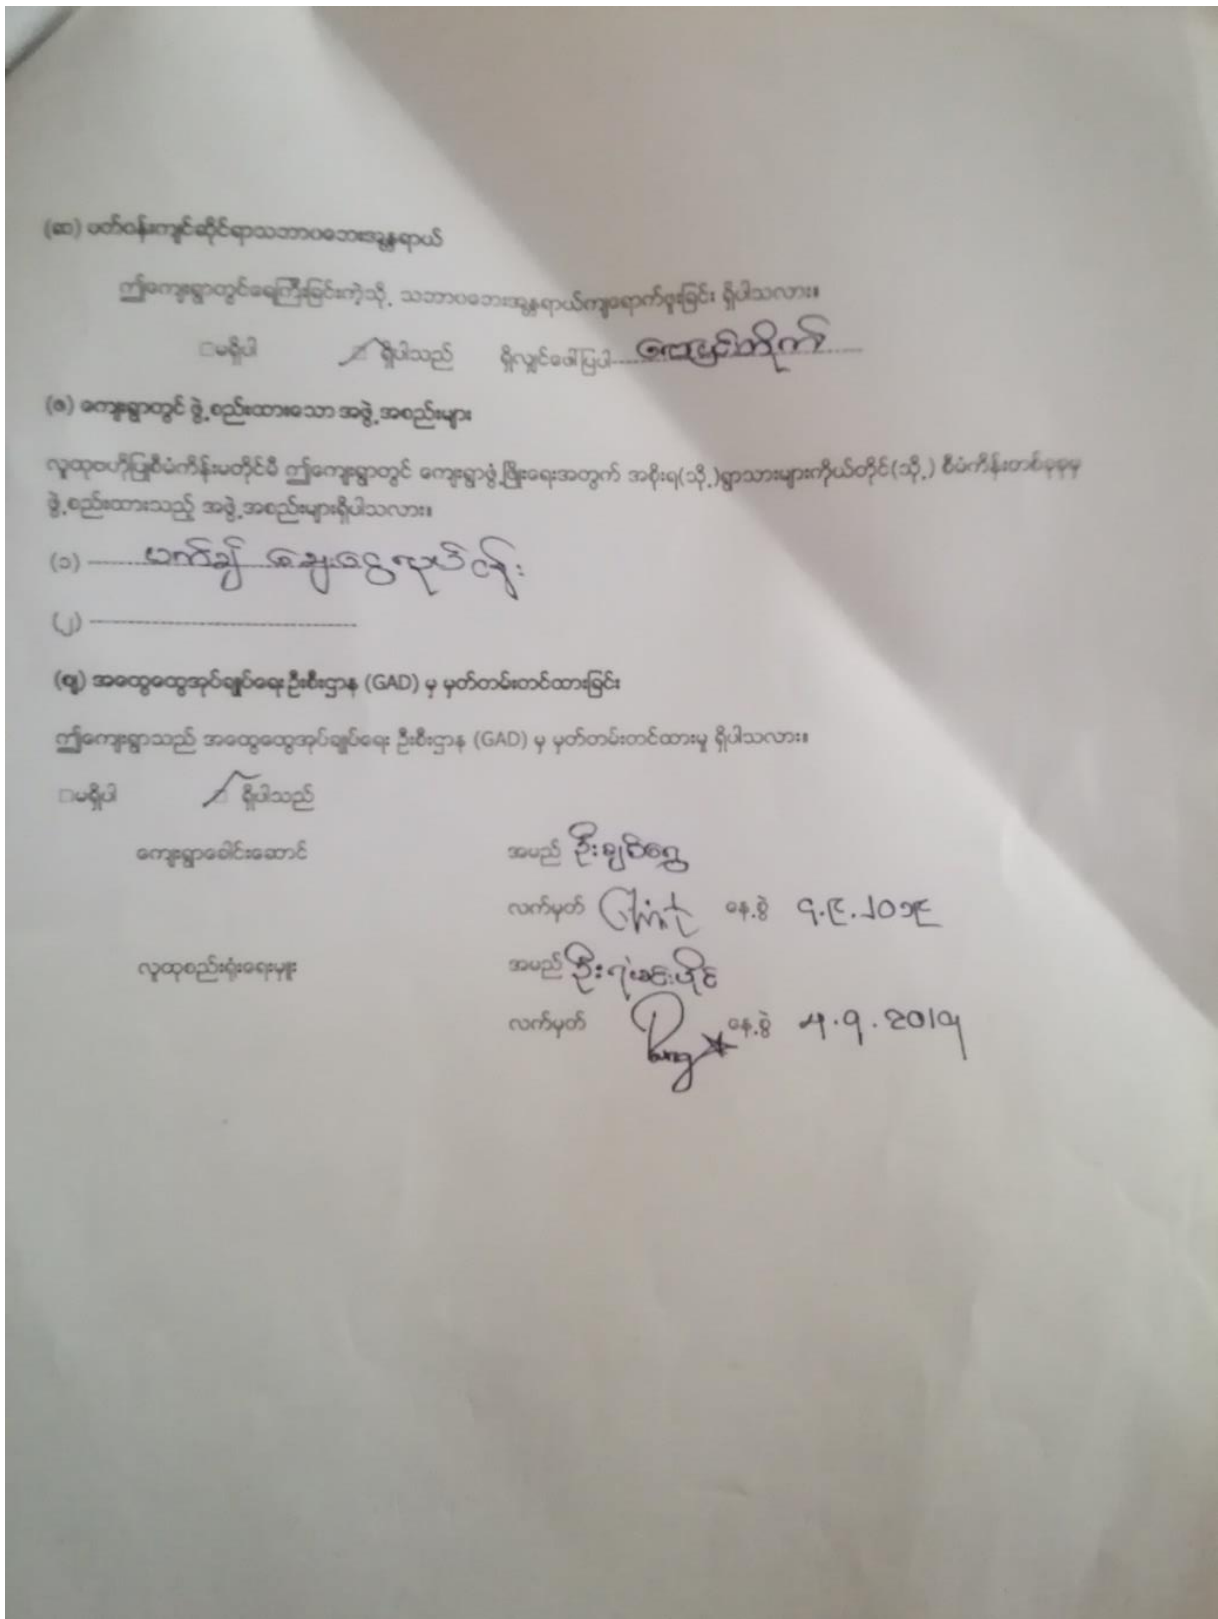 (ဆ) ပတ်ဝန်းကျင်ဆိုင်ရာသဘာဝဘေးအန္တရာယ်
ဤကျေးရွာတွင်ရေကြီးခြင်းကဲ့သို့ သဘာဝဘေးအန္တရာယ်ကျရောက်ဖူးခြင်း ရှိပါသလား။
□မရှိပါ ရှိပါသည် ရှိလျှင်ဖေါ်ပြပါ
(ဇ) ကျေးရွာတွင် ဖွဲ့စည်းထားသော အဖွဲ့အစည်းများ
လူထုဗဟိုပြုစီမံကိန်းမတိုင်မီ ဤကျေးရွာတွင် ကျေးရွာဖွံ့ဖြိုးရေးအတွက် အစိုးရ(သို့)ရွာသားများကိုယ်တိုင်(သို့) စီမံကိန်းတစ်ခုခုမှ
ဖွဲ့စည်းထားသည့် အဖွဲ့အစည်းများရှိပါသလား။
(၁) ချေးငွေလုပ်ငန်း
(၂)
(ဈ) အထွေထွေအုပ်ချုပ်ရေးဦးစီးဌာန (GAD) မှ မှတ်တမ်းတင်ထားခြင်း
ဤကျေးရွာသည် အထွေထွေအုပ်ချုပ်ရေး ဦးစီးဌာန (GAD) မှ မှတ်တမ်းတင်ထားမှု ရှိပါသလား။
□မရှိပါ ရှိပါသည်
ကျေးရွာခေါင်းဆောင် အမည် ဦးချစ်ရွှေ
လက်မှတ် နေ့စွဲ ၄.၉.၂၀၁၉
လူထုစည်းရုံးရေးမှူး အမည် ဦး
လက်မှတ် နေ့စွဲ 4.9.2019